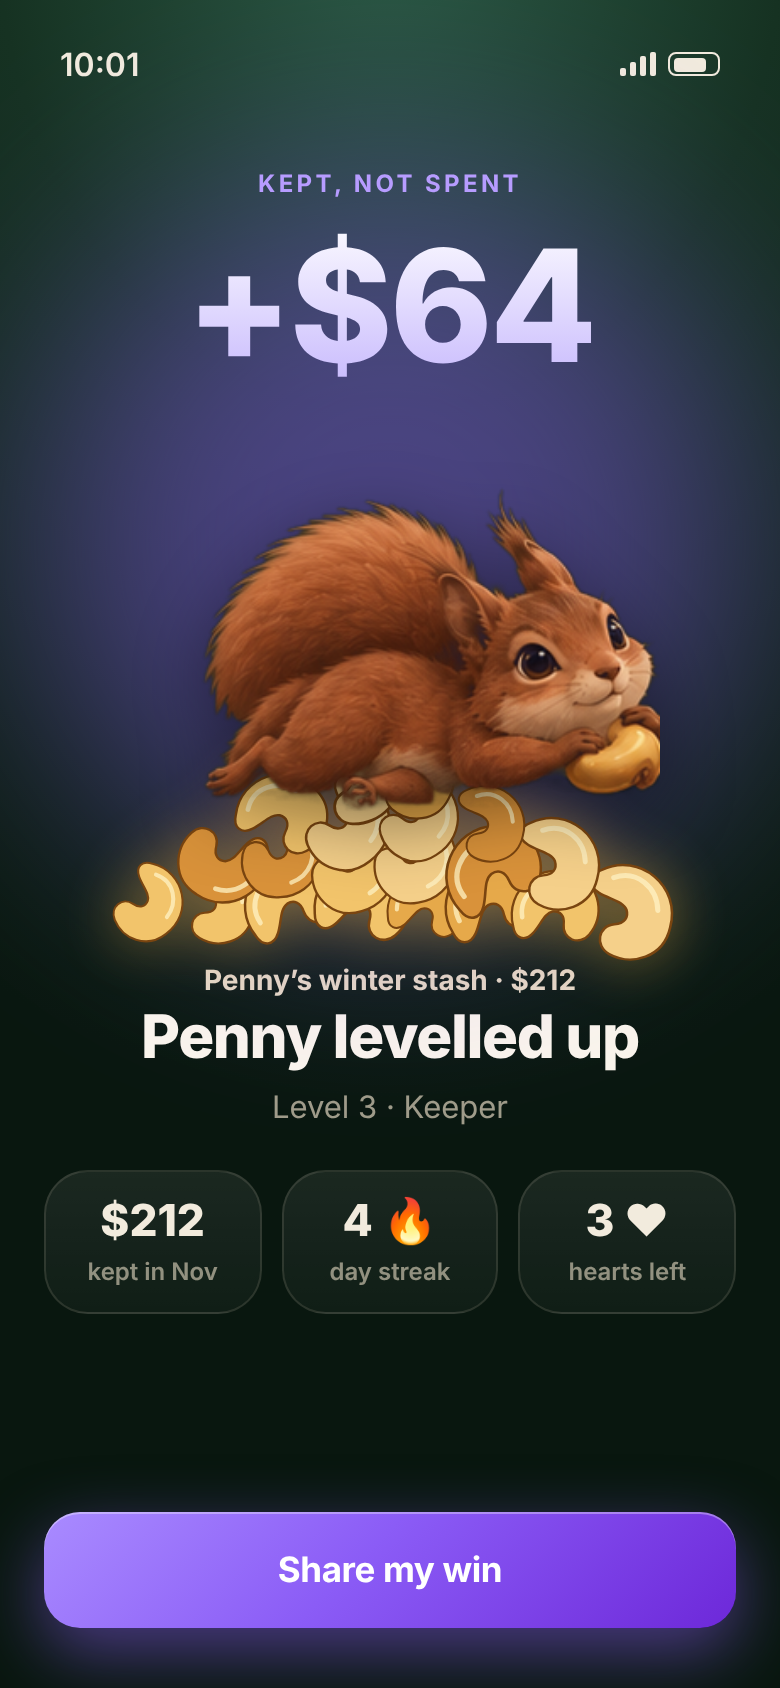 10:01
KEPT, NOT SPENT
+$64
Penny’s winter stash · $212
Penny levelled up
Level 3 · Keeper
$212
kept in Nov
4 🔥
day streak
3 ♥
hearts left
Share my win